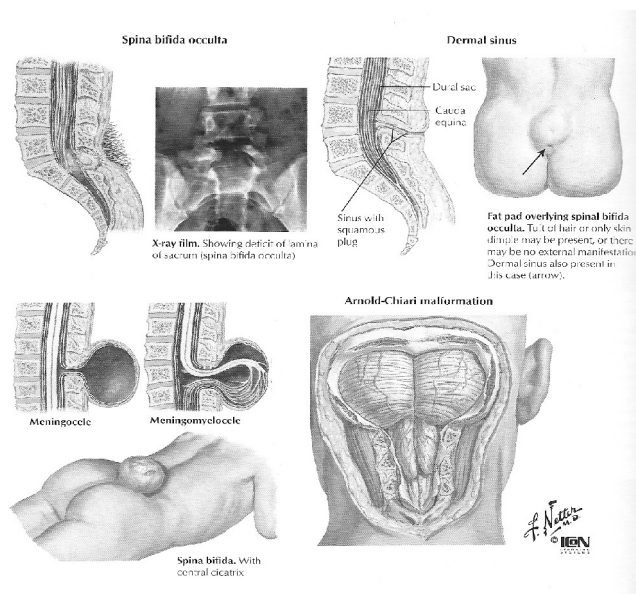 Spina bifida occulta
Dermal sinus
Dural sac
Cauda
equina
Sinus with
squamous
plug
X-ray film. Showing deficit of lamina
of sacrum (spina bifida occulta)
Fat pad overlying spinal bifida
occulta. Tuft of hair or only skin
dimple may be present, or there
may be no external manifestation
Dermal sinus also present in
this case (arrow).
Arnold-Chiari malformation
Meningocele
Meningomyelocele
Spina bifida. With
central cicatrix
F. Netter
M.D.
© ICON
LEARNING
SYSTEMS